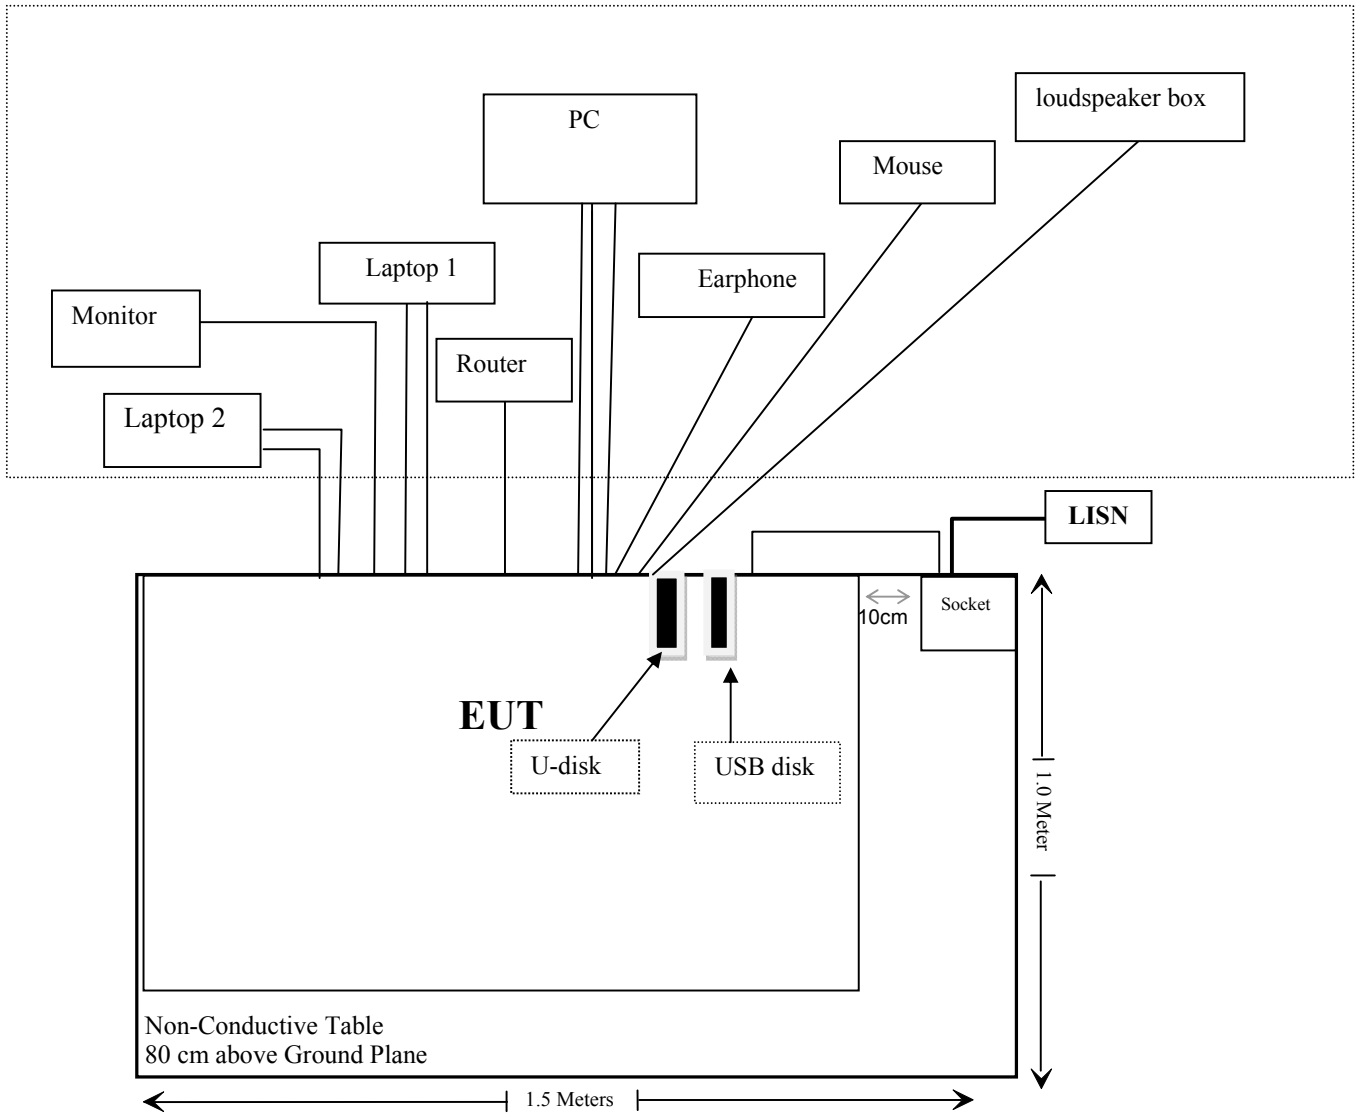 loudspeaker box
PC
Mouse
Laptop 1
Earphone
Monitor
Router
Laptop 2
LISN
10cm
Socket
EUT
U-disk
USB disk
1.0 Meter
Non-Conductive Table
80 cm above Ground Plane
1.5 Meters